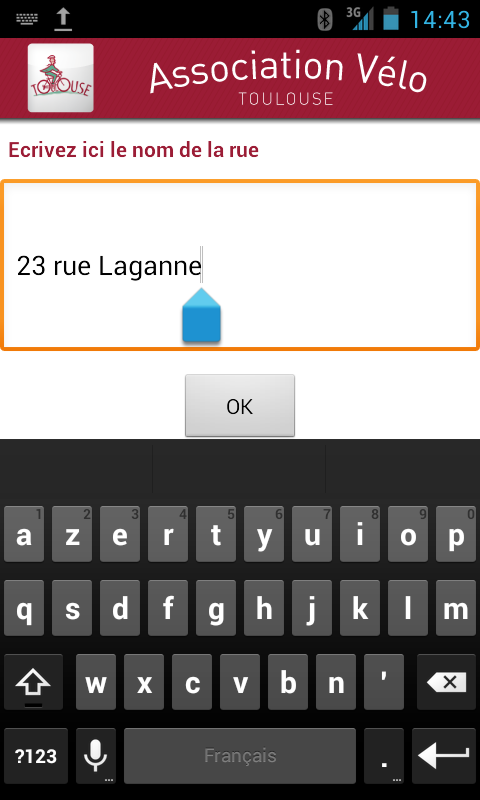 3G 14:43
TOULOUSE Association Vélo
TOULOUSE
Ecrivez ici le nom de la rue
23 rue Laganne
OK
1 2 3 4 5 6 7 8 9 0
a z e r t y u i o p
q s d f g h j k l m
w x c v b n '
?123 ... Français . ...